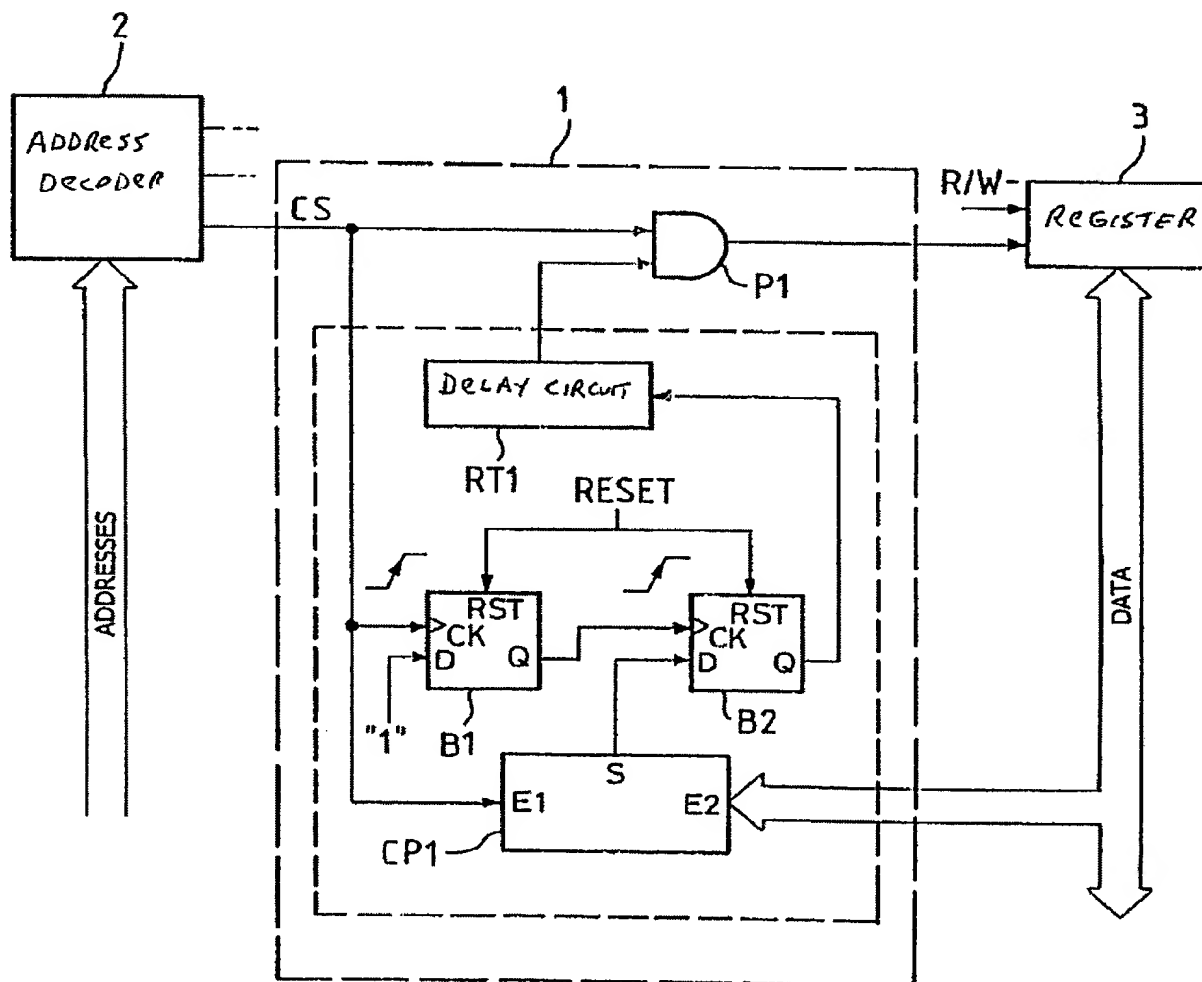 2
ADDRESS
DECODER
1
3
CS
R/W-
REGISTER
P1
DELAY CIRCUIT
RT1
RESET
ADDRESSES
DATA
RST
CK
D
Q
B1
"1"
RST
CK
D
Q
B2
S
E1
E2
CP1